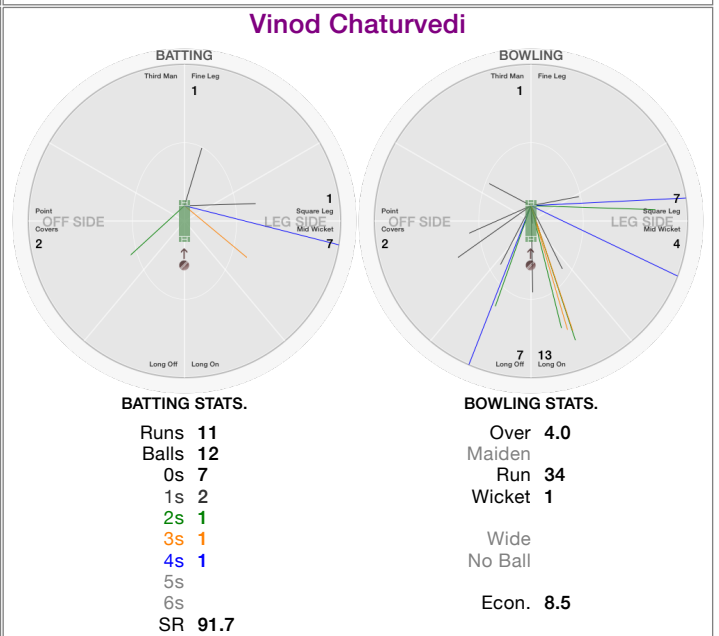 Vinod Chaturvedi
BATTING
Third Man Fine Leg
1
1
Point Square Leg
OFF SIDE LEG SIDE
Covers Mid Wicket
2 7
Long Off Long On
BOWLING
Third Man Fine Leg
1
7
Point Square Leg
OFF SIDE LEG SIDE
Covers Mid Wicket
2 4
7 13
Long Off Long On
BATTING STATS.
Runs 11
Balls 12
0s 7
1s 2
2s 1
3s 1
4s 1
5s
6s
SR 91.7
BOWLING STATS.
Over 4.0
Maiden
Run 34
Wicket 1
Wide
No Ball
Econ. 8.5